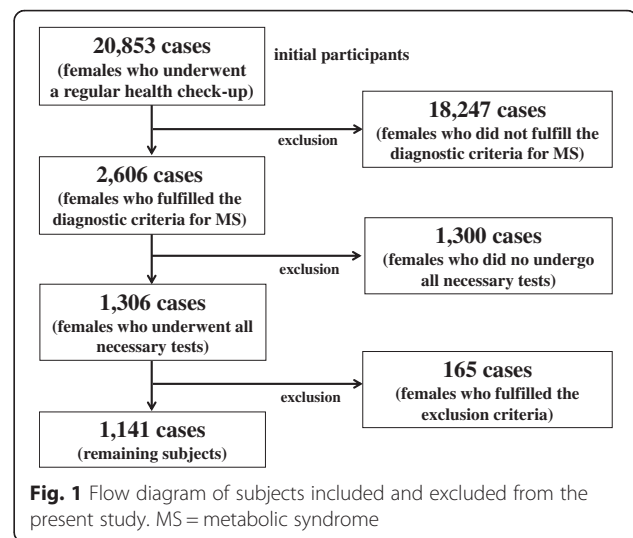 20,853 cases
(females who underwent
a regular health check-up)
initial participants
exclusion
18,247 cases
(females who did not fulfill the
diagnostic criteria for MS)
2,606 cases
(females who fulfilled the
diagnostic criteria for MS)
exclusion
1,300 cases
(females who did no undergo
all necessary tests)
1,306 cases
(females who underwent all
necessary tests)
exclusion
165 cases
(females who fulfilled the
exclusion criteria)
1,141 cases
(remaining subjects)
Fig. 1 Flow diagram of subjects included and excluded from the
present study. MS = metabolic syndrome